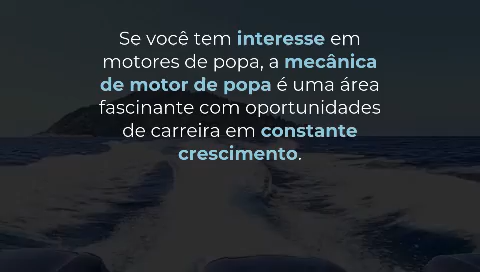 Se você tem interesse em
motores de popa, a mecânica
de motor de popa é uma área
fascinante com oportunidades
de carreira em constante
crescimento.